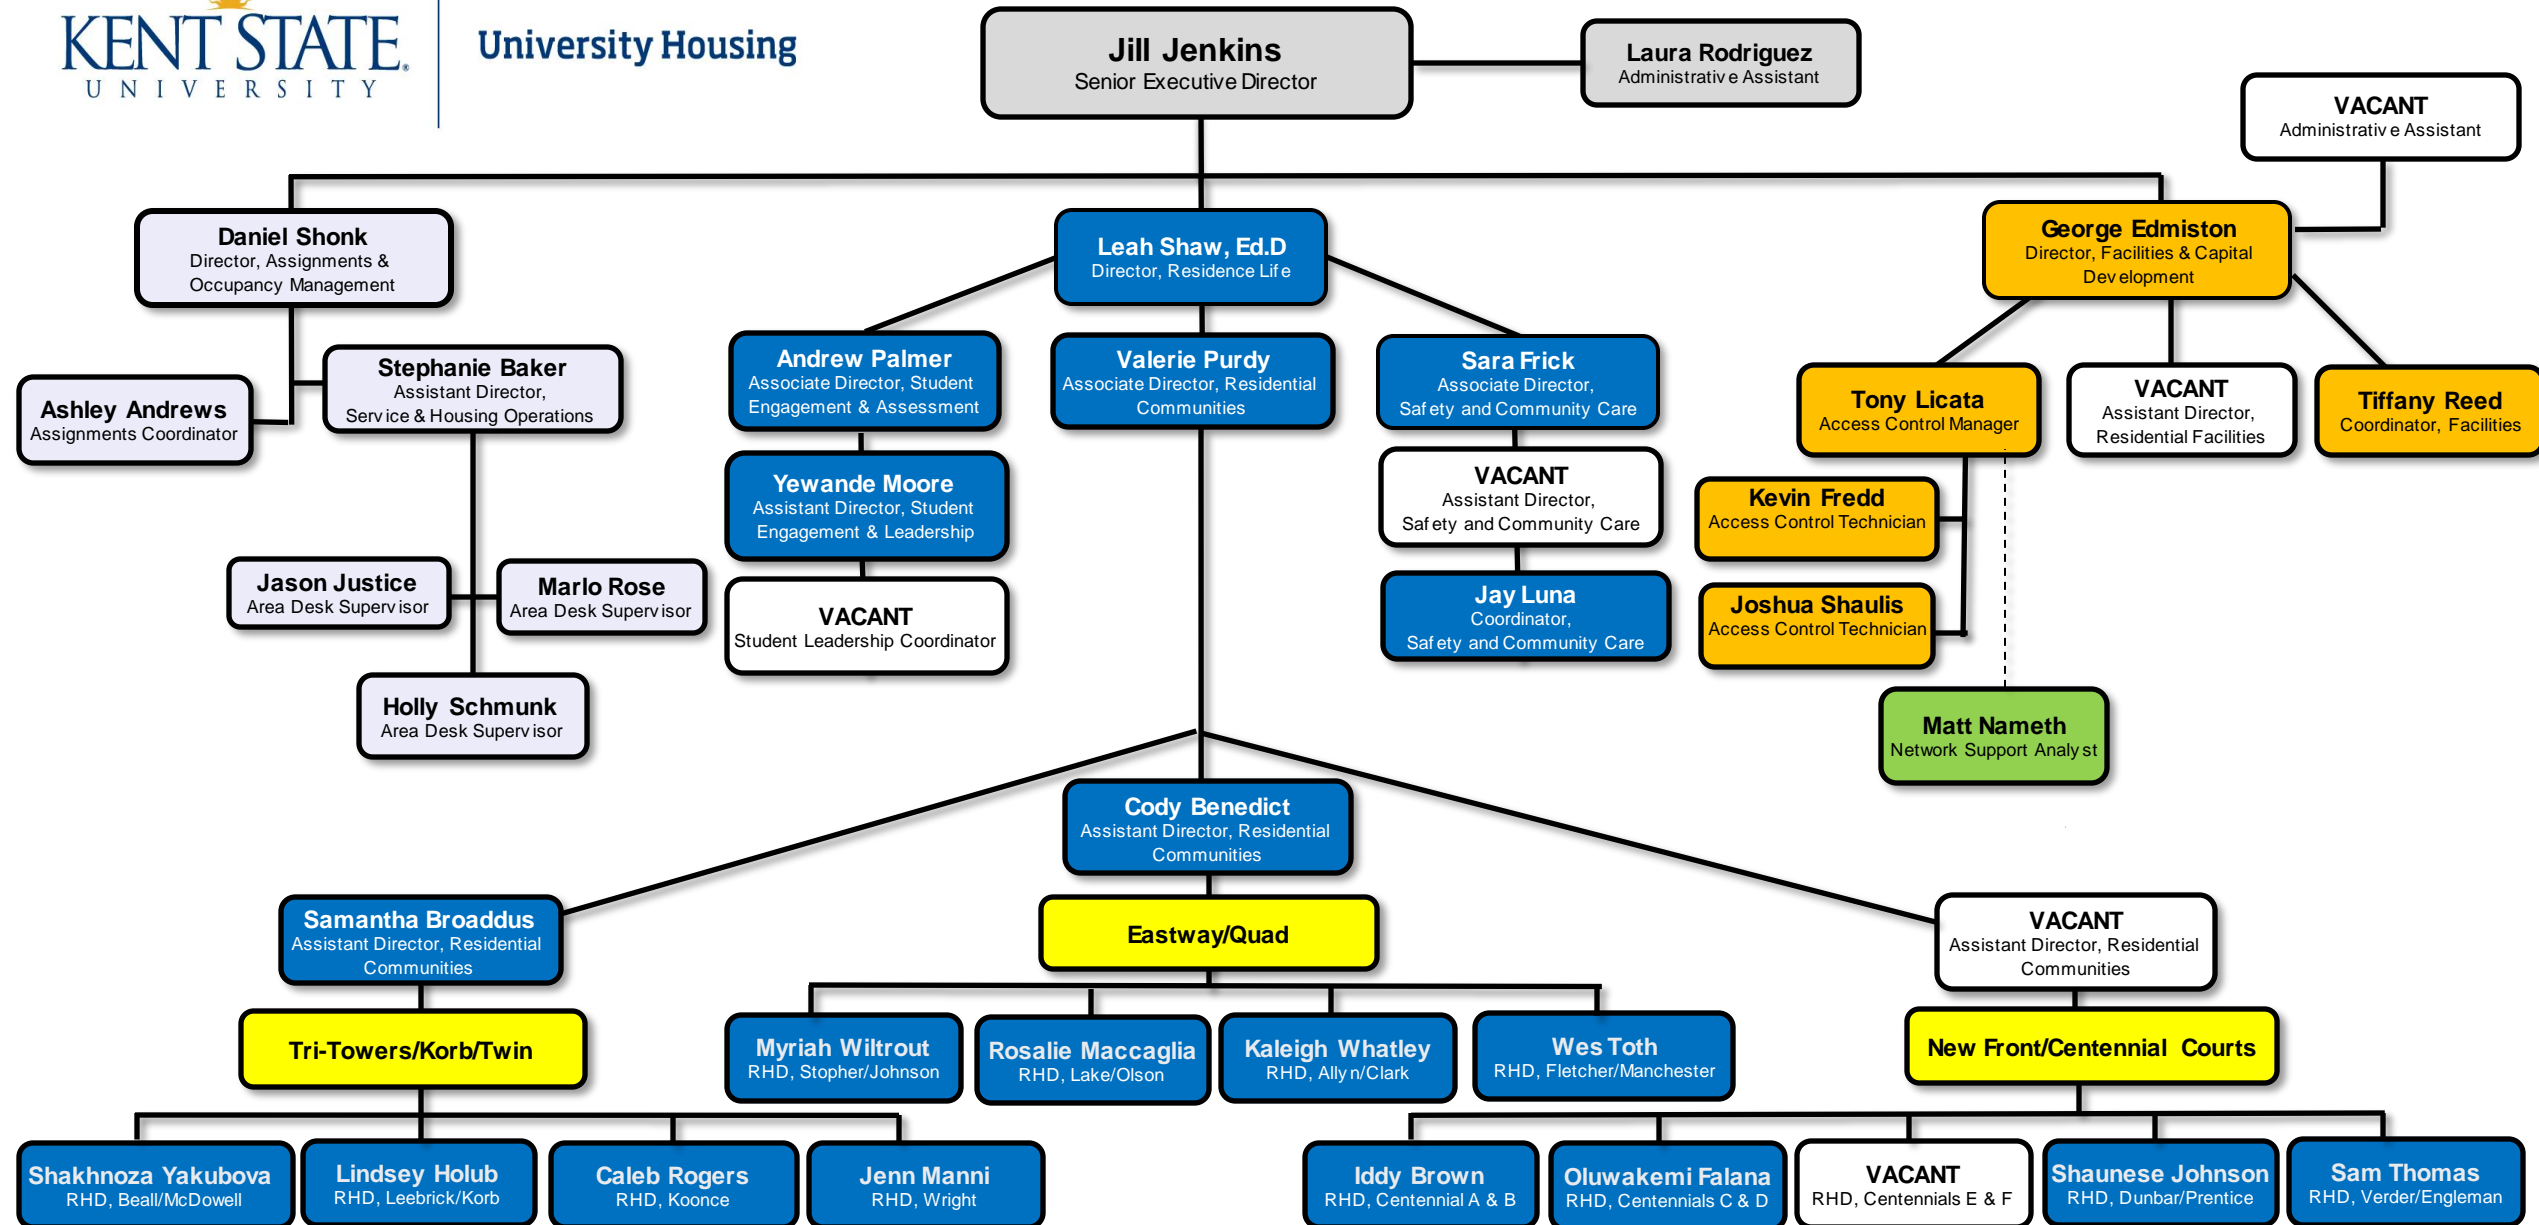 KENT STATE®
UNIVERSITY
University Housing
Jill Jenkins
Senior Executive Director
Laura Rodriguez
Administrative Assistant
VACANT
Administrative Assistant
Daniel Shonk
Director, Assignments &
Occupancy Management
Leah Shaw, Ed.D
Director, Residence Life
George Edmiston
Director, Facilities & Capital
Development
Ashley Andrews
Assignments Coordinator
Stephanie Baker
Assistant Director,
Service & Housing Operations
Andrew Palmer
Associate Director, Student
Engagement & Assessment
Valerie Purdy
Associate Director, Residential
Communities
Sara Frick
Associate Director,
Safety and Community Care
Tony Licata
Access Control Manager
VACANT
Assistant Director,
Residential Facilities
Tiffany Reed
Coordinator, Facilities
Yewande Moore
Assistant Director, Student
Engagement & Leadership
VACANT
Assistant Director,
Safety and Community Care
Kevin Fredd
Access Control Technician
Jason Justice
Area Desk Supervisor
Marlo Rose
Area Desk Supervisor
VACANT
Student Leadership Coordinator
Jay Luna
Coordinator,
Safety and Community Care
Joshua Shaulis
Access Control Technician
Holly Schmunk
Area Desk Supervisor
Matt Nameth
Network Support Analyst
Cody Benedict
Assistant Director, Residential
Communities
Samantha Broaddus
Assistant Director, Residential
Communities
Eastway/Quad
VACANT
Assistant Director, Residential
Communities
Tri-Towers/Korb/Twin
Myriah Wiltrout
RHD, Stopher/Johnson
Rosalie Maccaglia
RHD, Lake/Olson
Kaleigh Whatley
RHD, Allyn/Clark
Wes Toth
RHD, Fletcher/Manchester
New Front/Centennial Courts
Shakhnoza Yakubova
RHD, Beall/McDowell
Lindsey Holub
RHD, Leebrick/Korb
Caleb Rogers
RHD, Koonce
Jenn Manni
RHD, Wright
Iddy Brown
RHD, Centennial A & B
Oluwakemi Falana
RHD, Centennials C & D
VACANT
RHD, Centennials E & F
Shaunese Johnson
RHD, Dunbar/Prentice
Sam Thomas
RHD, Verder/Engleman